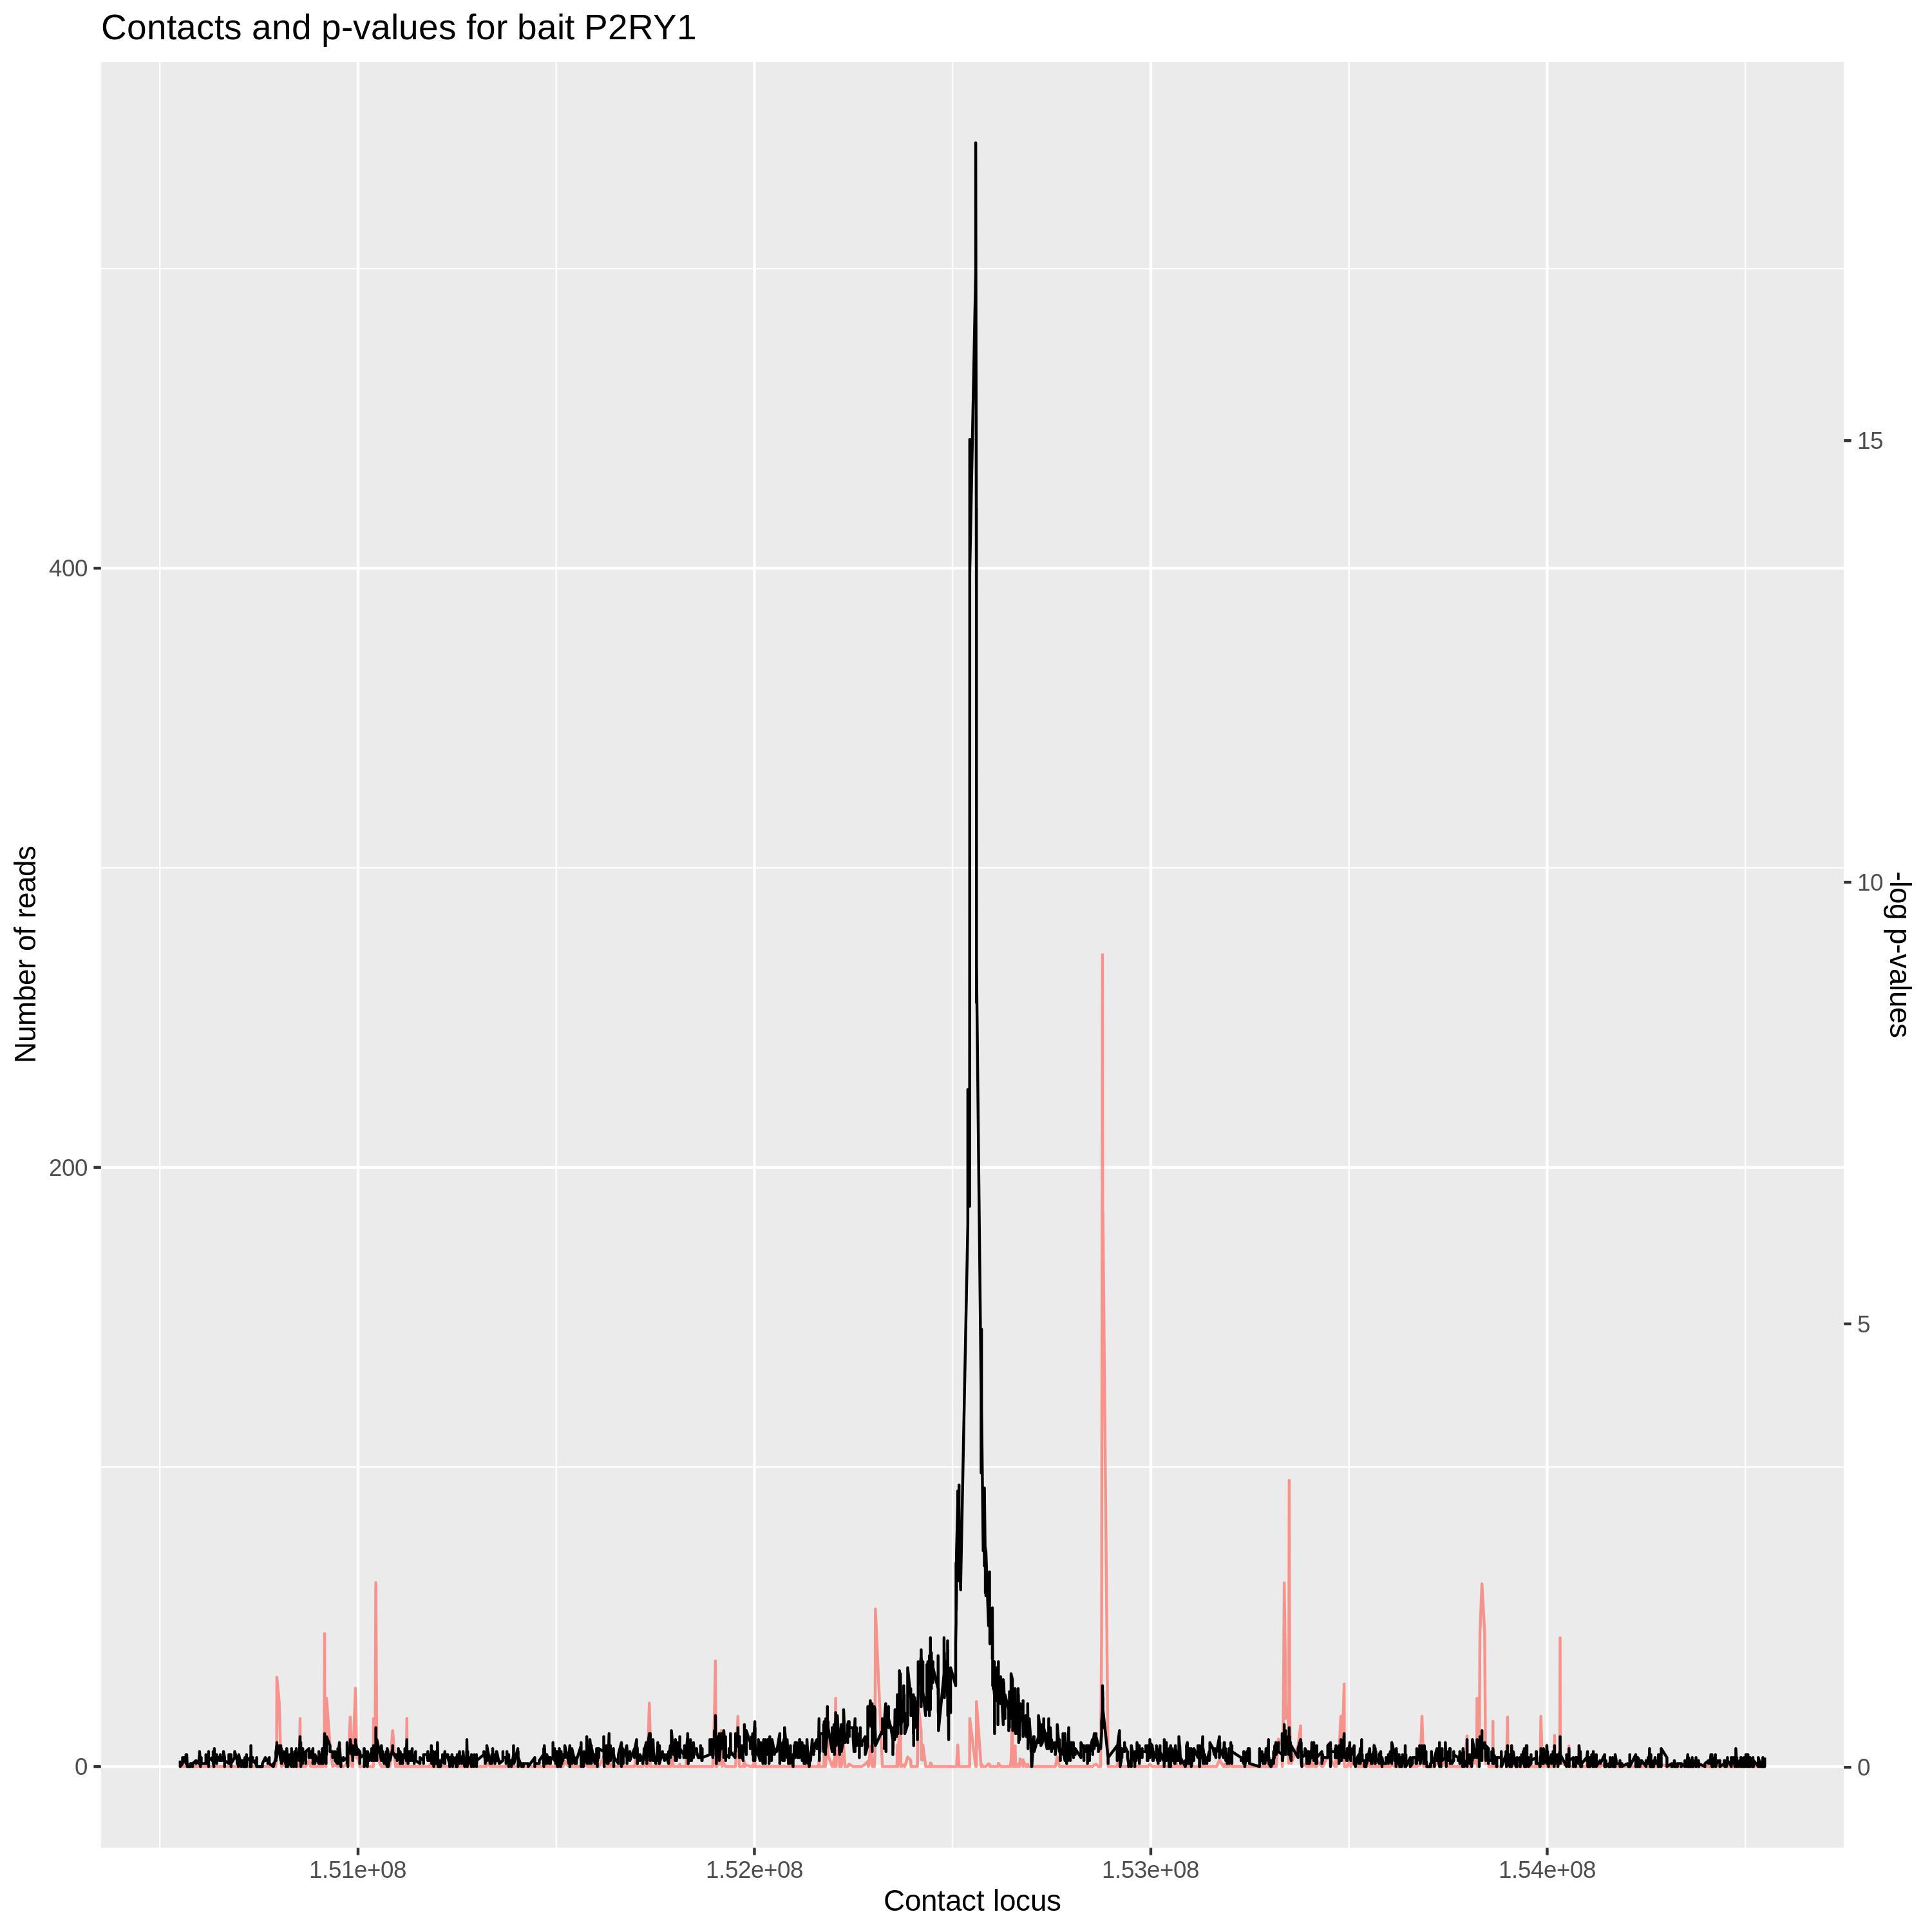 Contacts and p-values for bait P2RY1
Number of reads
400
200
0
15
10
5
0
-log p-values
1.51e+08 1.52e+08 1.53e+08 1.54e+08
Contact locus